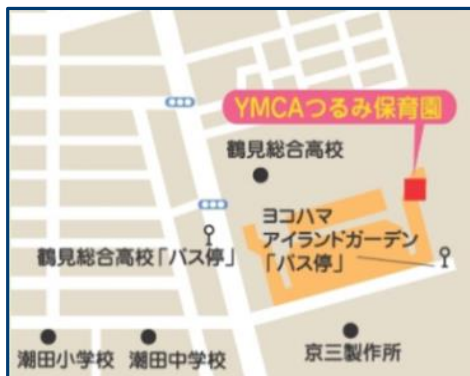 YMCAつるみ保育園
鶴見総合高校
ヨコハマ
アイランドガーデン
「バス停」
鶴見総合高校「バス停」
潮田小学校
潮田中学校
京三製作所